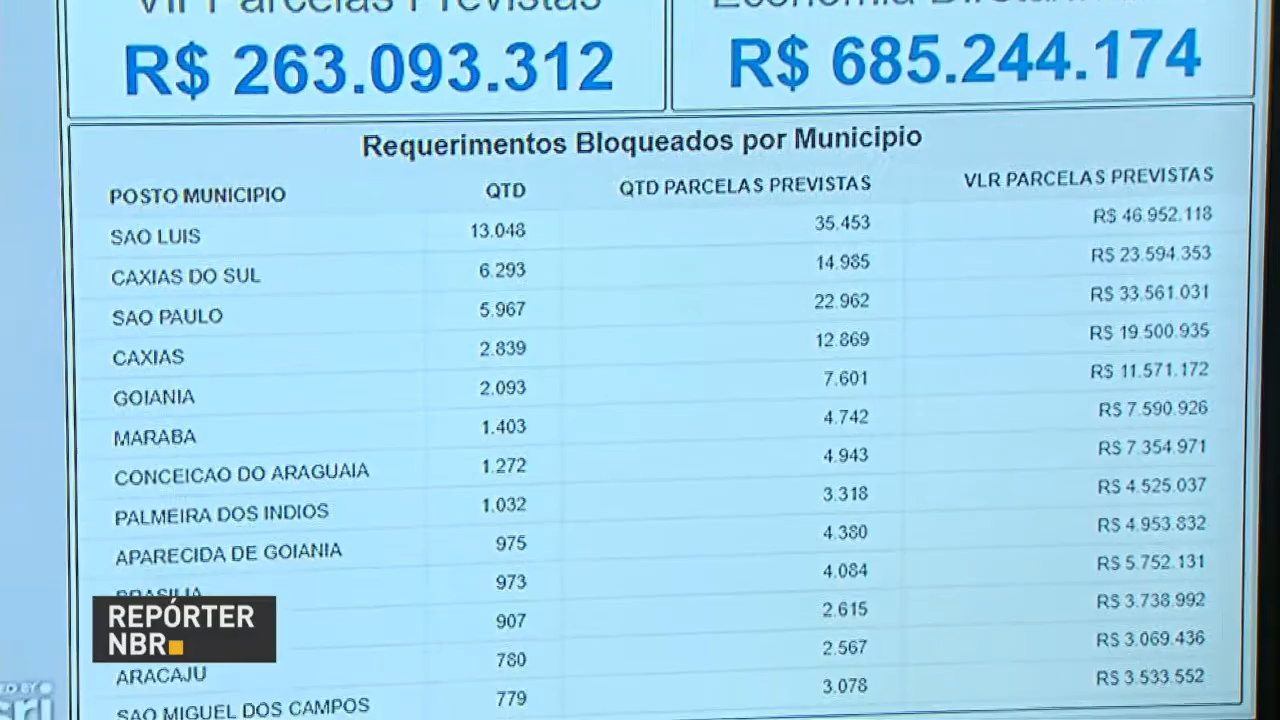 Vlr Parcelas Previstas
R$ 263.093.312
R$ 685.244.174
Requerimentos Bloqueados por Municipio
POSTO MUNICIPIO QTD QTD PARCELAS PREVISTAS VLR PARCELAS PREVISTAS
SAO LUIS 13.048 35.453 R$ 46.952.118
CAXIAS DO SUL 6.293 14.985 R$ 23.594.353
SAO PAULO 5.967 22.962 R$ 33.561.031
CAXIAS 2.839 12.869 R$ 19.500.935
GOIANIA 2.093 7.601 R$ 11.571.172
MARABA 1.403 4.742 R$ 7.590.926
CONCEICAO DO ARAGUAIA 1.272 4.943 R$ 7.354.971
PALMEIRA DOS INDIOS 1.032 3.318 R$ 4.525.037
APARECIDA DE GOIANIA 975 4.380 R$ 4.953.832
BRASILIA 973 4.084 R$ 5.752.131
907 2.615 R$ 3.738.992
ARACAJU 780 2.567 R$ 3.069.436
SAO MIGUEL DOS CAMPOS 779 3.078 R$ 3.533.552
REPÓRTER
NBR